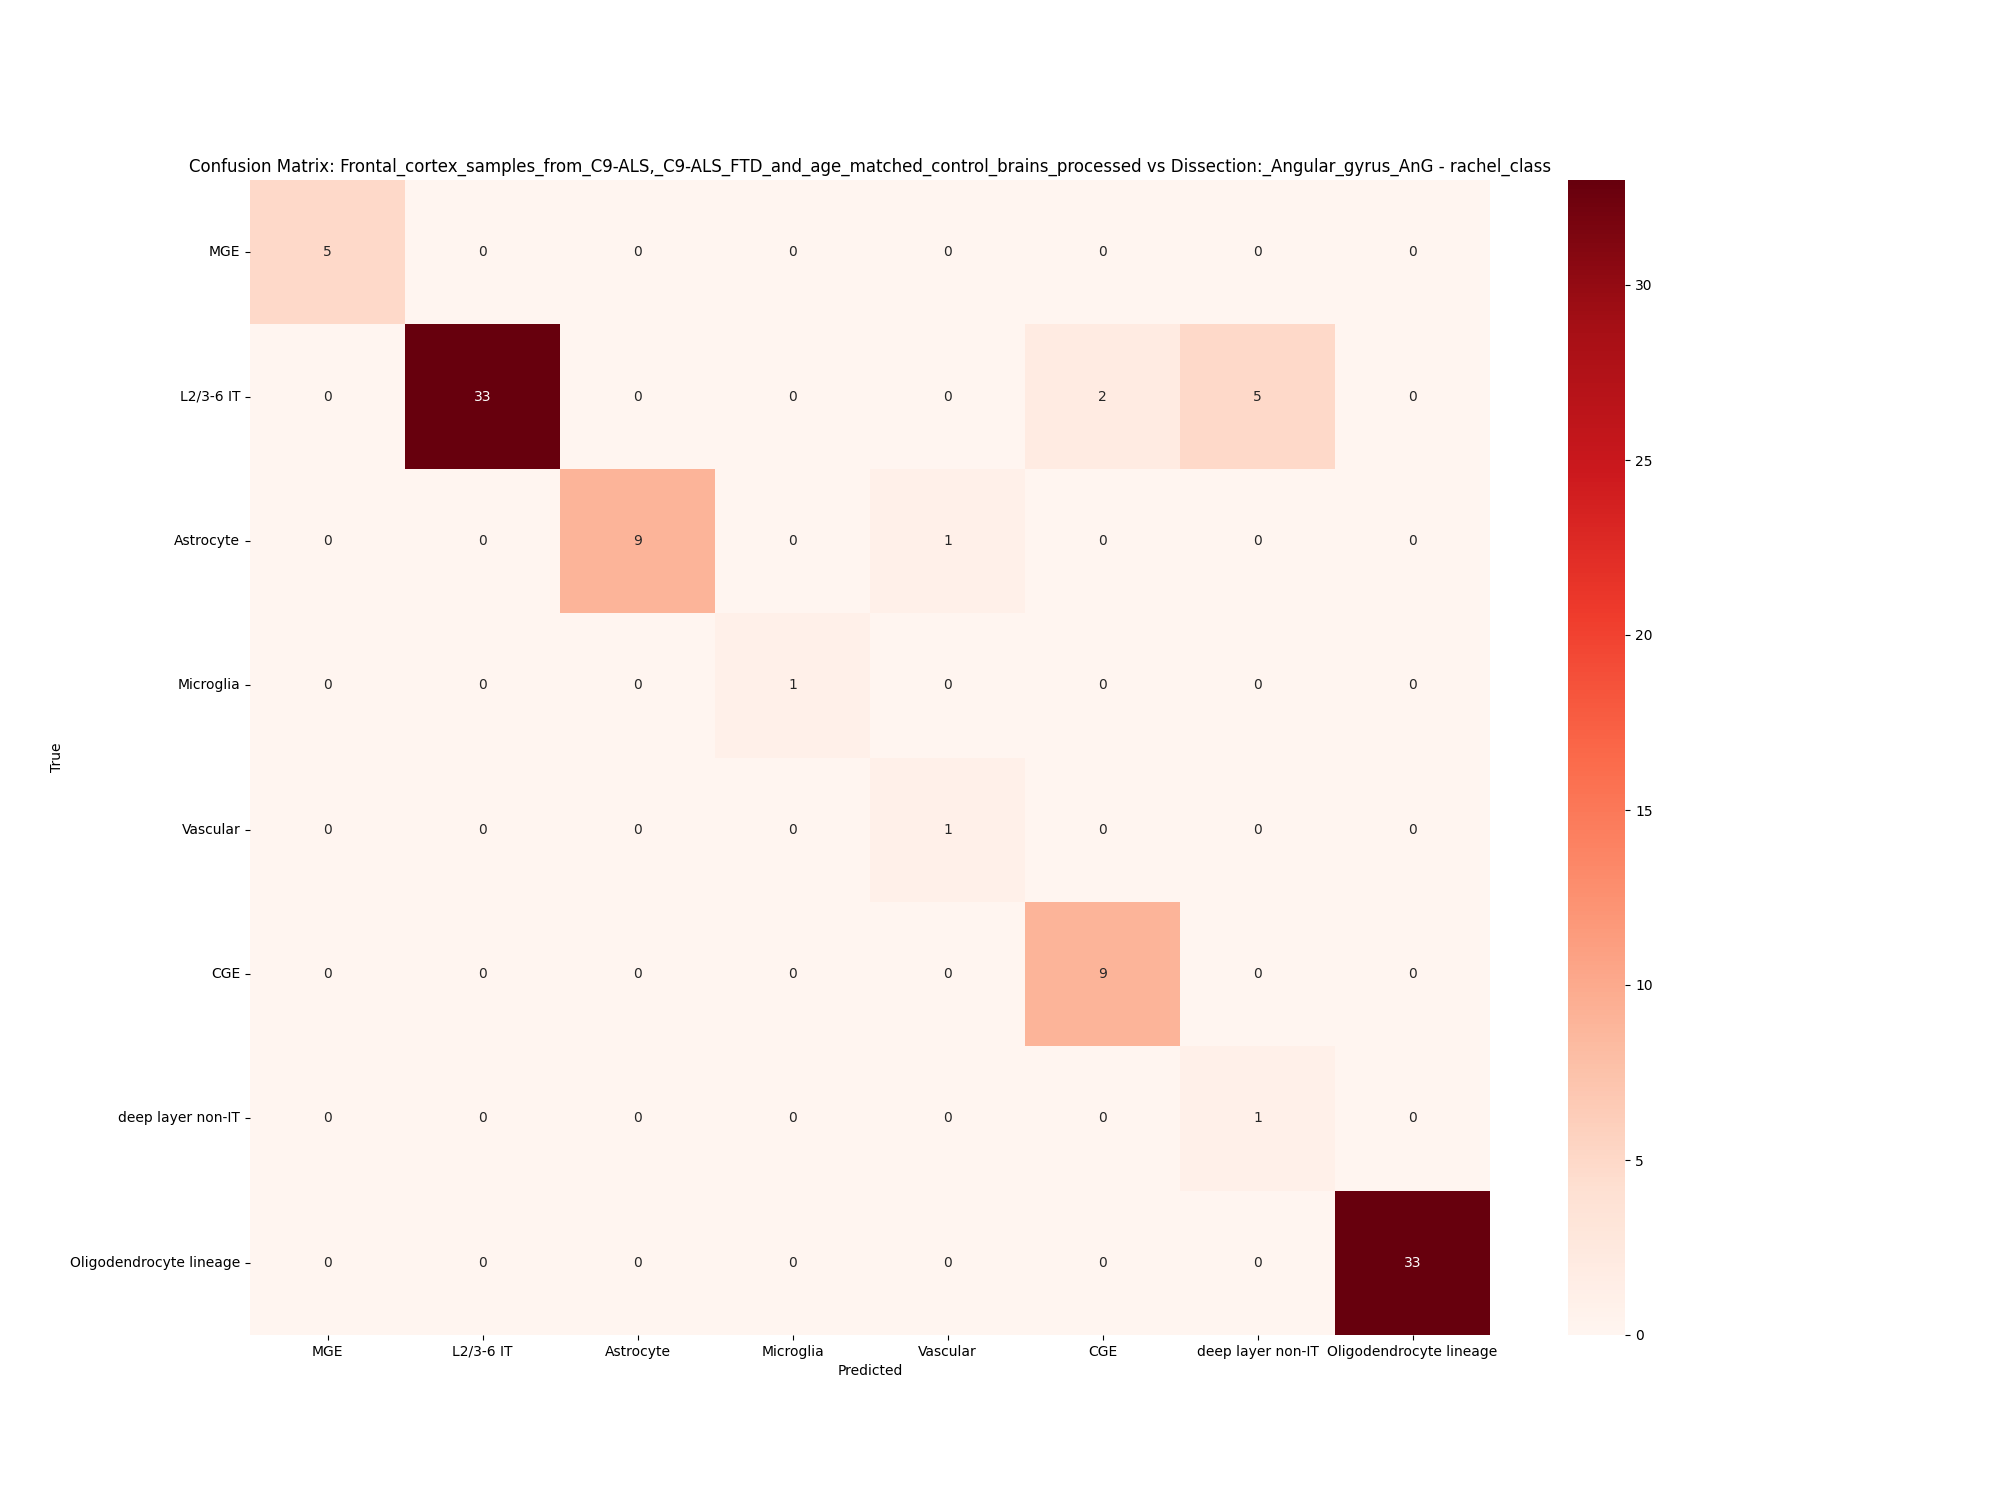 Confusion Matrix: Frontal_cortex_samples_from_C9-ALS,_C9-ALS_FTD_and_age_matched_control_brains_processed vs Dissection:_Angular_gyrus_AnG - rachel_class
MGE 5 0 0 0 0 0 0 0
L2/3-6 IT 0 33 0 0 0 2 5 0
Astrocyte 0 0 9 0 1 0 0 0
Microglia 0 0 0 1 0 0 0 0
Vascular 0 0 0 0 1 0 0 0
CGE 0 0 0 0 0 9 0 0
deep layer non-IT 0 0 0 0 0 0 1 0
Oligodendrocyte lineage 0 0 0 0 0 0 0 33
MGE L2/3-6 IT Astrocyte Microglia Vascular CGE deep layer non-IT Oligodendrocyte lineage
Predicted
True
30
25
20
15
10
5
0